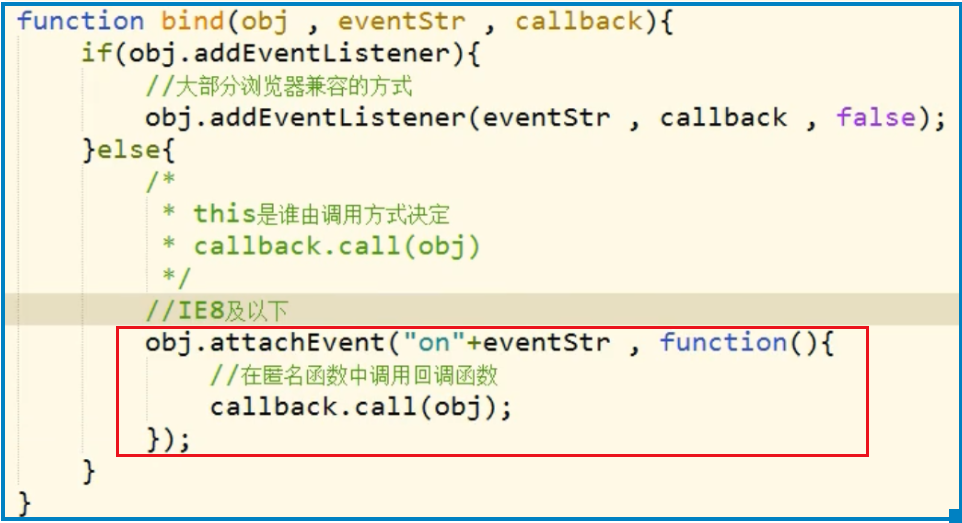 function bind(obj , eventStr , callback){
if(obj.addEventListener){
//大部分浏览器兼容的方式
obj.addEventListener(eventStr , callback , false);
}else{
/*
* this是谁由调用方式决定
* callback.call(obj)
*/
//IE8及以下
obj.attachEvent("on"+eventStr , function(){
//在匿名函数中调用回调函数
callback.call(obj);
});
}
}